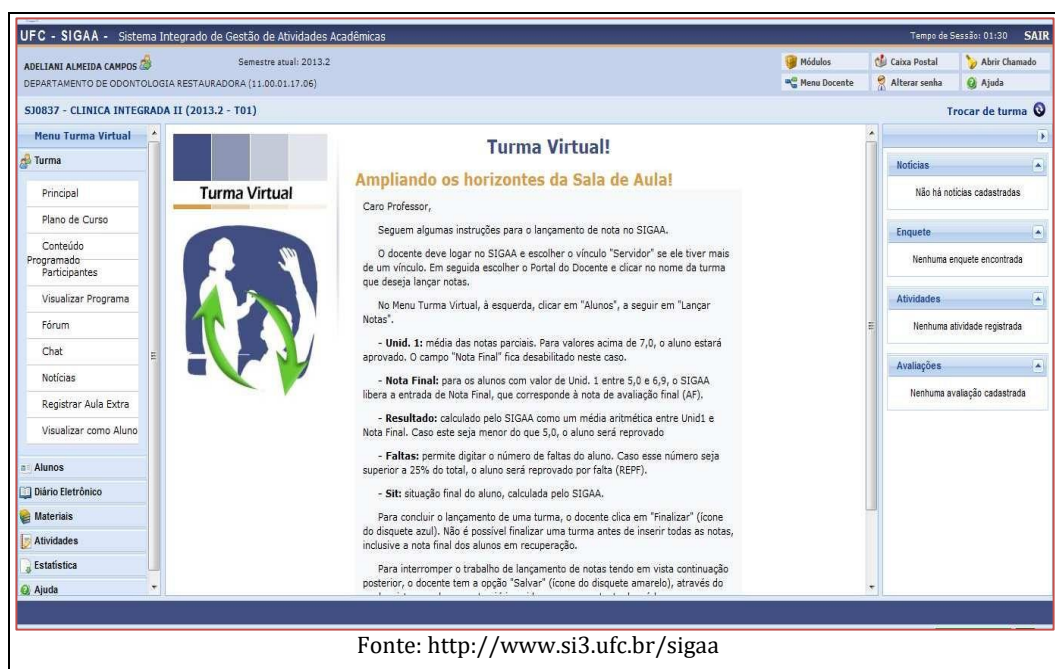 UFC - SIGAA - Sistema Integrado de Gestão de Atividades Acadêmicas
Tempo de Sessão: 01:30 SAIR
ADELIANI ALMEIDA CAMPOS
Semestre atual: 2013.2
DEPARTAMENTO DE ODONTOLOGIA RESTAURADORA (11.00.01.17.06)
Módulos
Caixa Postal
Abrir Chamado
Menu Docente
Alterar senha
Ajuda
SJ0837 - CLINICA INTEGRADA II (2013.2 - T01)
Trocar de turma
Menu Turma Virtual
Turma
Principal
Plano de Curso
Conteúdo
Programado
Participantes
Visualizar Programa
Fórum
Chat
Notícias
Registrar Aula Extra
Visualizar como Aluno
Alunos
Diário Eletrônico
Materiais
Atividades
Estatística
Ajuda
Turma Virtual
Turma Virtual!
Ampliando os horizontes da Sala de Aula!
Caro Professor,
Seguem algumas instruções para o lançamento de nota no SIGAA.
O docente deve logar no SIGAA e escolher o vínculo "Servidor" se ele tiver mais
de um vínculo. Em seguida escolher o Portal do Docente e clicar no nome da turma
que deseja lançar notas.
No Menu Turma Virtual, à esquerda, clicar em "Alunos", a seguir em "Lançar
Notas".
- Unid. 1: média das notas parciais. Para valores acima de 7,0, o aluno estará
aprovado. O campo "Nota Final" fica desabilitado neste caso.
- Nota Final: para os alunos com valor de Unid. 1 entre 5,0 e 6,9, o SIGAA
libera a entrada de Nota Final, que corresponde à nota de avaliação final (AF).
- Resultado: calculado pelo SIGAA como um média aritmética entre Unid1 e
Nota Final. Caso este seja menor do que 5,0, o aluno será reprovado
- Faltas: permite digitar o número de faltas do aluno. Caso esse número seja
superior a 25% do total, o aluno será reprovado por falta (REPF).
- Sit: situação final do aluno, calculada pelo SIGAA.
Para concluir o lançamento de uma turma, o docente clica em "Finalizar" (ícone
do disquete azul). Não é possível finalizar uma turma antes de inserir todas as notas,
inclusive a nota final dos alunos em recuperação.
Para interromper o trabalho de lançamento de notas tendo em vista continuação
posterior, o docente tem a opção "Salvar" (ícone do disquete amarelo), através do
Notícias
Não há notícias cadastradas
Enquete
Nenhuma enquete encontrada
Atividades
Nenhuma atividade registrada
Avaliações
Nenhuma avaliação cadastrada
Fonte: http://www.si3.ufc.br/sigaa